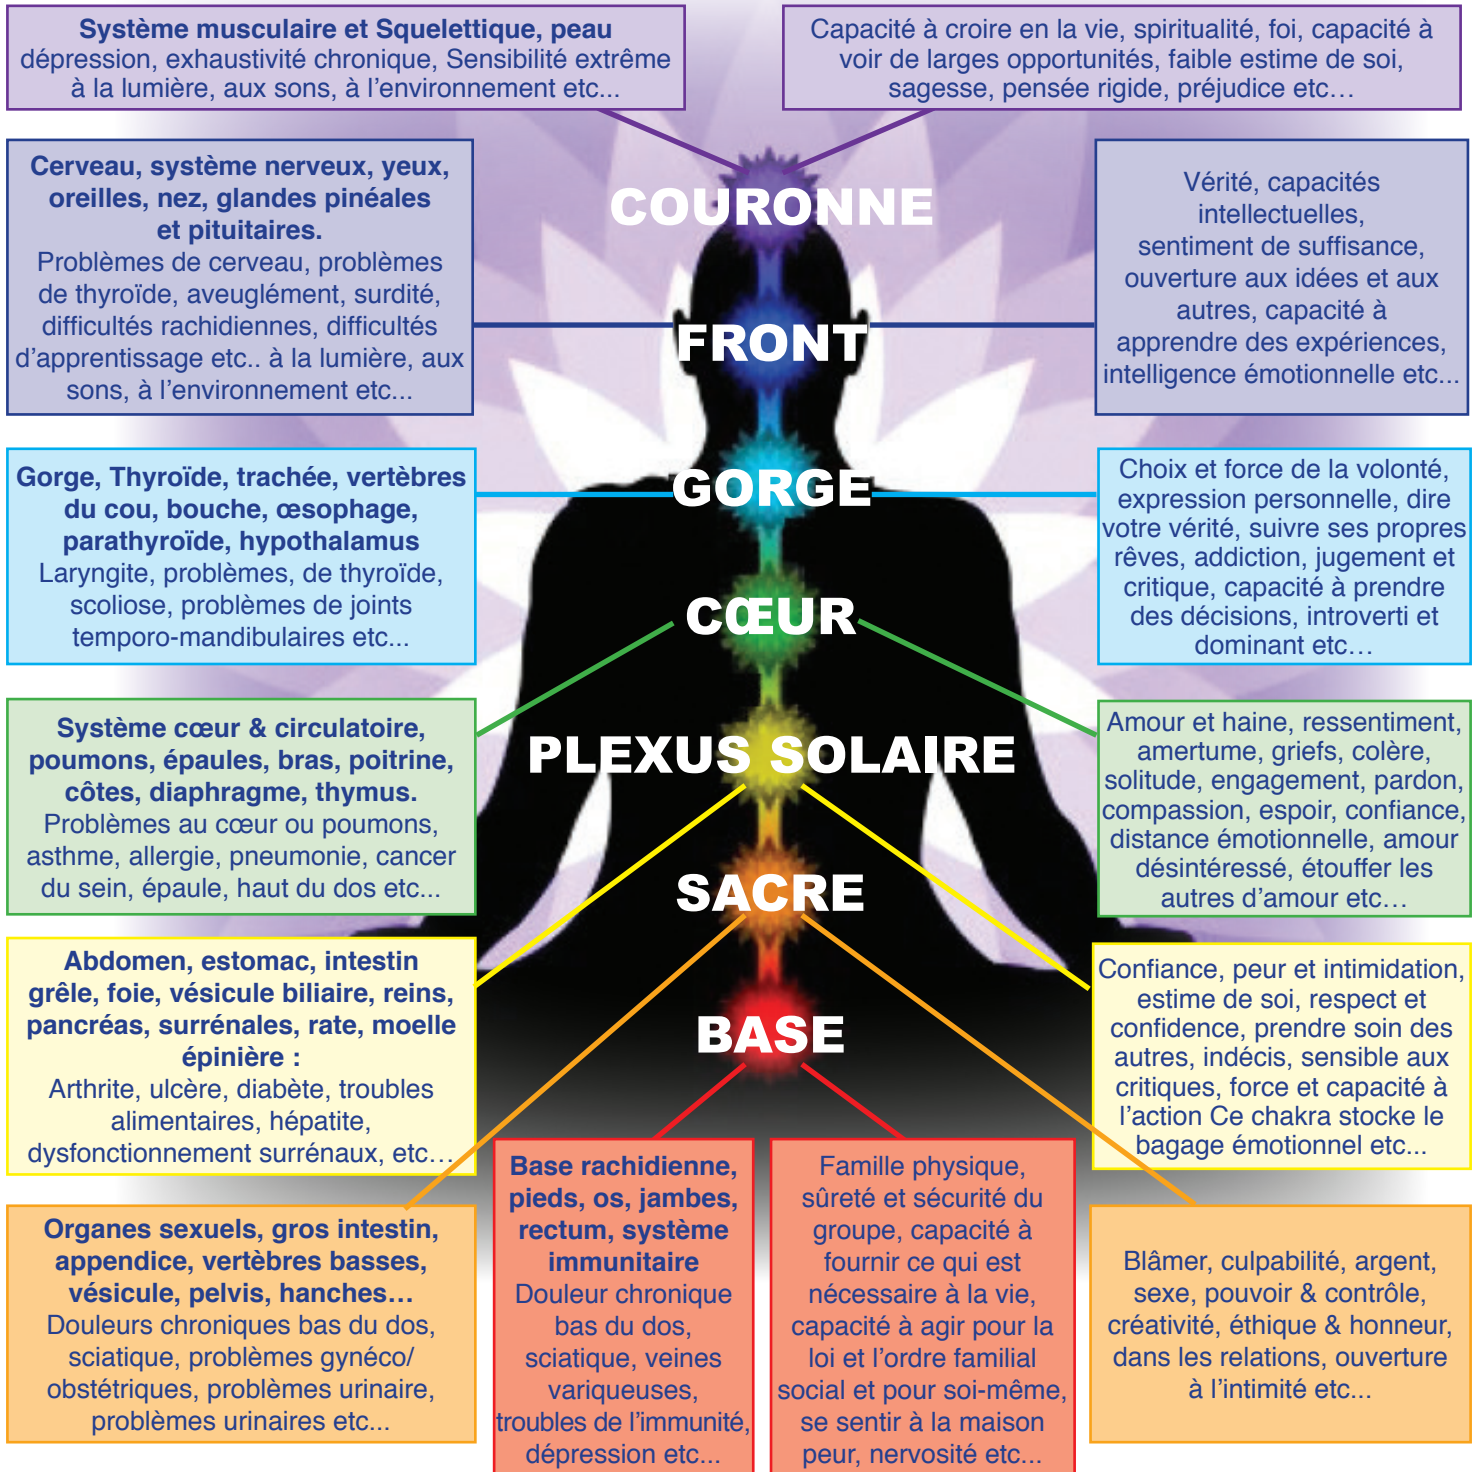 Système musculaire et Squelettique, peau
dépression, exhaustivité chronique, Sensibilité extrême
à la lumière, aux sons, à l'environnement etc...
Capacité à croire en la vie, spiritualité, foi, capacité à
voir de larges opportunités, faible estime de soi,
sagesse, pensée rigide, préjudice etc…
COURONNE
Cerveau, système nerveux, yeux,
oreilles, nez, glandes pinéales
et pituitaires.
Problèmes de cerveau, problèmes
de thyroïde, aveuglément, surdité,
difficultés rachidiennes, difficultés
d'apprentissage etc.. à la lumière, aux
sons, à l'environnement etc...
FRONT
Vérité, capacités
intellectuelles,
sentiment de suffisance,
ouverture aux idées et aux
autres, capacité à
apprendre des expériences,
intelligence émotionnelle etc...
Gorge, Thyroïde, trachée, vertèbres
du cou, bouche, œsophage,
parathyroïde, hypothalamus
Laryngite, problèmes, de thyroïde,
scoliose, problèmes de joints
temporo-mandibulaires etc...
GORGE
Choix et force de la volonté,
expression personnelle, dire
votre vérité, suivre ses propres
rêves, addiction, jugement et
critique, capacité à prendre
des décisions, introverti et
dominant etc…
CŒUR
Système cœur & circulatoire,
poumons, épaules, bras, poitrine,
côtes, diaphragme, thymus.
Problèmes au cœur ou poumons,
asthme, allergie, pneumonie, cancer
du sein, épaule, haut du dos etc...
PLEXUS SOLAIRE
Amour et haine, ressentiment,
amertume, griefs, colère,
solitude, engagement, pardon,
compassion, espoir, confiance,
distance émotionnelle, amour
désintéressé, étouffer les
autres d'amour etc…
SACRE
Abdomen, estomac, intestin
grêle, foie, vésicule biliaire, reins,
pancréas, surrénales, rate, moelle
épinière :
Arthrite, ulcère, diabète, troubles
alimentaires, hépatite,
dysfonctionnement surrénaux, etc…
Confiance, peur et intimidation,
estime de soi, respect et
confidence, prendre soin des
autres, indécis, sensible aux
critiques, force et capacité à
l'action Ce chakra stocke le
bagage émotionnel etc...
BASE
Organes sexuels, gros intestin,
appendice, vertèbres basses,
vésicule, pelvis, hanches…
Douleurs chroniques bas du dos,
sciatique, problèmes gynéco/
obstétriques, problèmes urinaire,
problèmes urinaires etc...
Base rachidienne,
pieds, os, jambes,
rectum, système
immunitaire
Douleur chronique
bas du dos,
sciatique, veines
variqueuses,
troubles de l'immunité,
dépression etc...
Famille physique,
sûreté et sécurité du
groupe, capacité à
fournir ce qui est
nécessaire à la vie,
capacité à agir pour la
loi et l'ordre familial
social et pour soi-même,
se sentir à la maison
peur, nervosité etc...
Blâmer, culpabilité, argent,
sexe, pouvoir & contrôle,
créativité, éthique & honneur,
dans les relations, ouverture
à l'intimité etc...